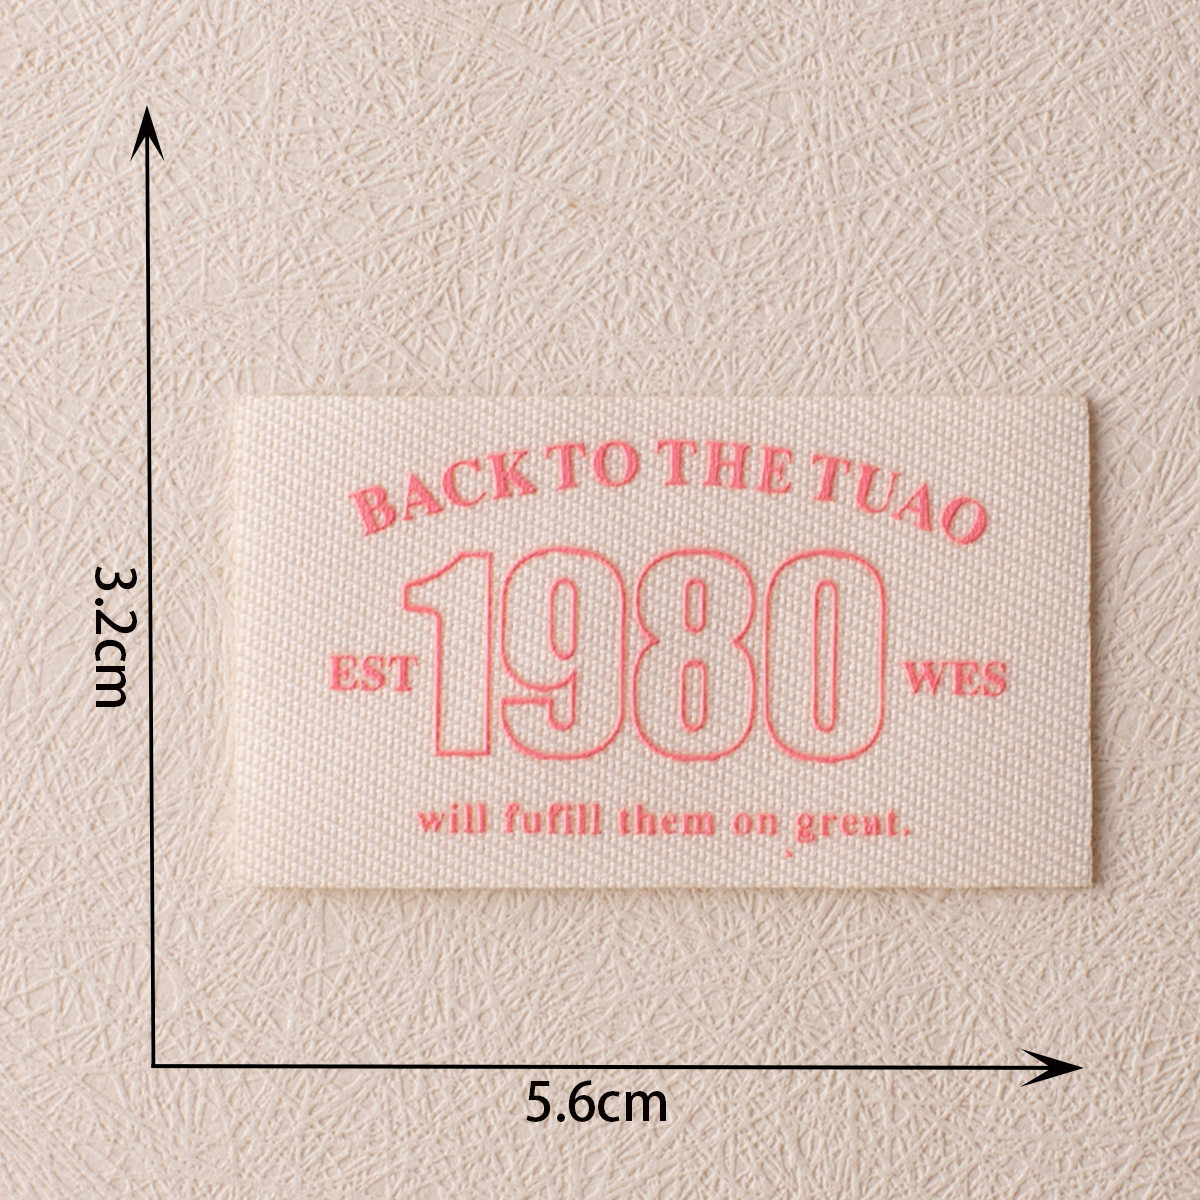 BACK TO THE TUAO
EST 1980 WES
will fufill them on great.
3.2cm
5.6cm